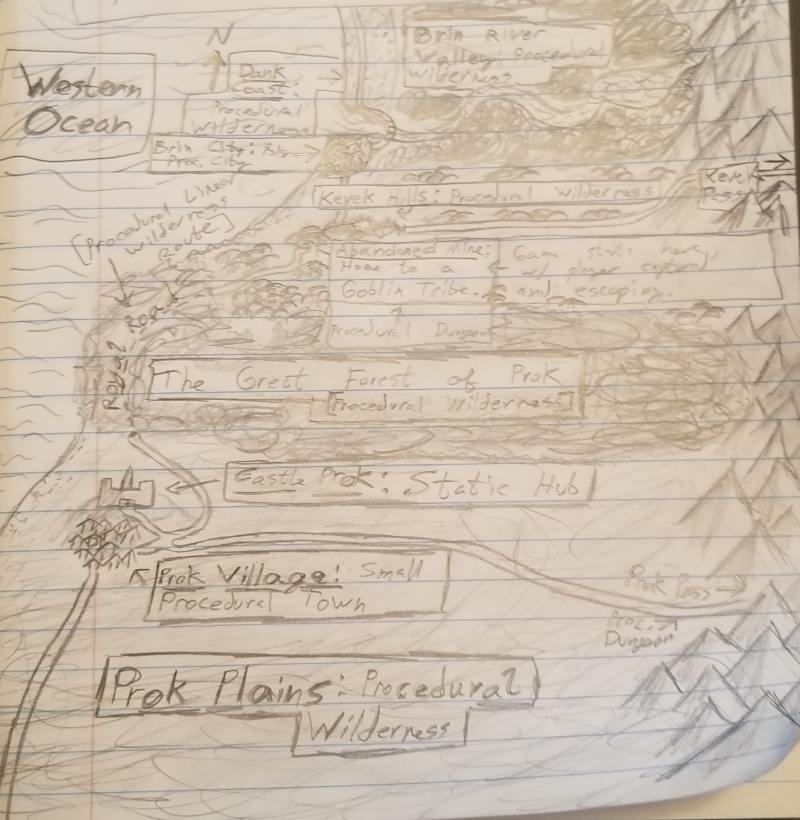 N
Brin River
Valley: Procedural
Wilderness
Western
Ocean
Dank
Coast:
Procedural
Wilderness
Brin City: Big
Proc. City
Kevek
Pass
Kevek Hills: Procedural Wilderness
[Procedural Linear
Wilderness
Route]
Abandoned Mine;
Home to a
Goblin Tribe.
Procedural Dungeon
Game starts here,
w/ player captured
and escaping.
Royal Road
The Great Forest of Prok
[Procedural Wilderness]
Castle Prok: Static Hub
Prok Village: Small
Procedural Town
Prok Pass
Proc.
Dungeon
Prok Plains: Procedural
Wilderness